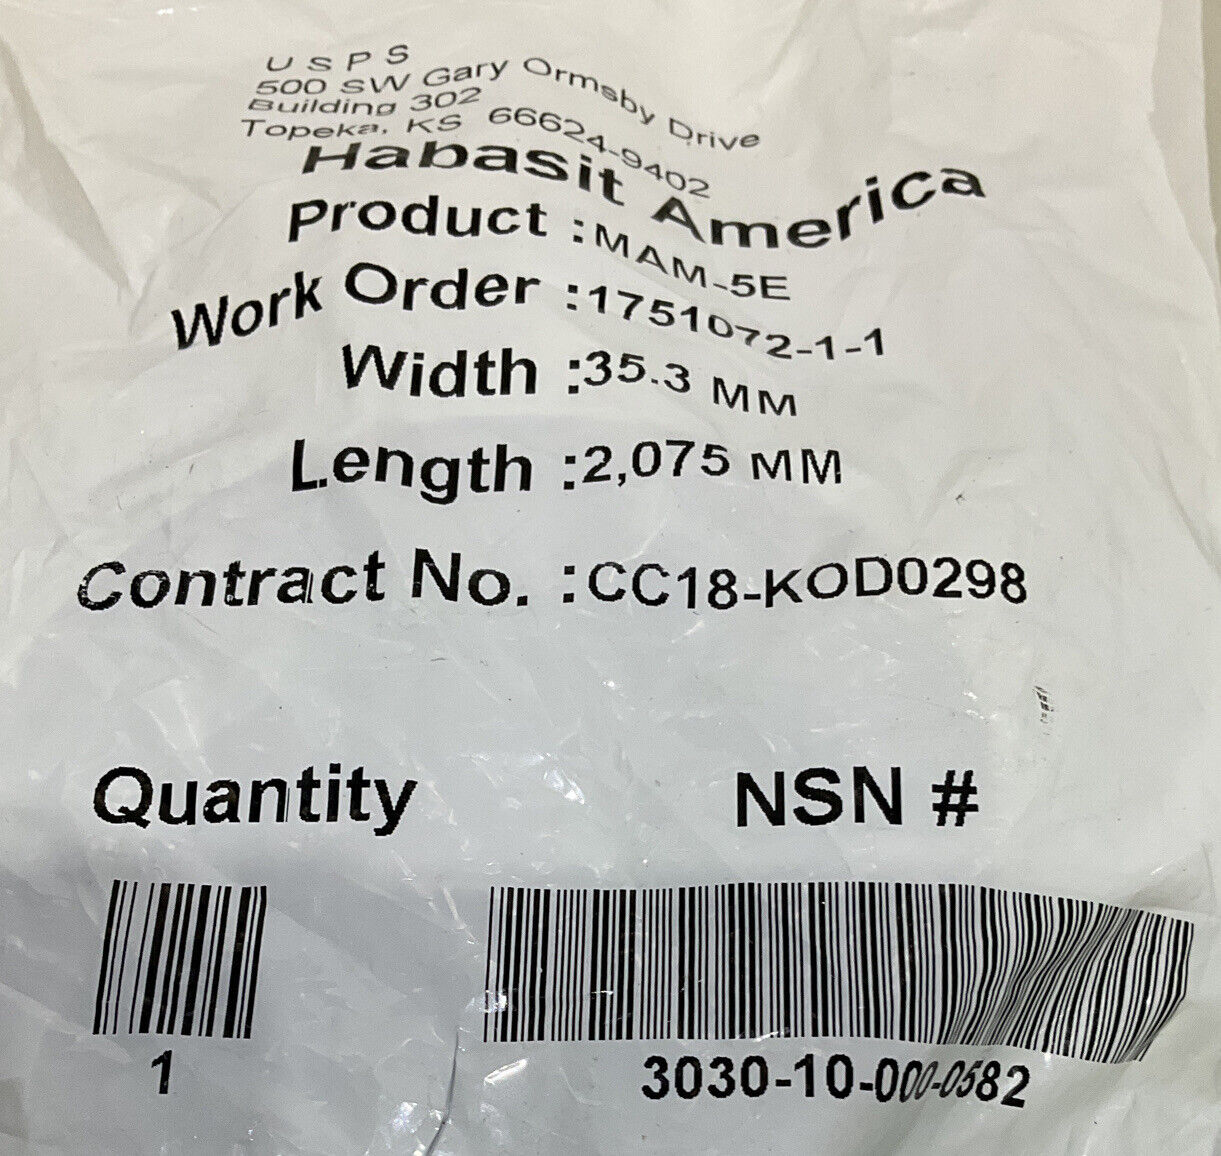 U S P S
500 SW Gary Ormsby Drive
Building 302
Topeka, KS 66624-9402
Habasit America
Product :MAM-5E
Work Order :1751072-1-1
Width :35.3 MM
Length :2,075 MM
Contract No. :CC18-KOD0298
Quantity NSN #
1 3030-10-000-0582